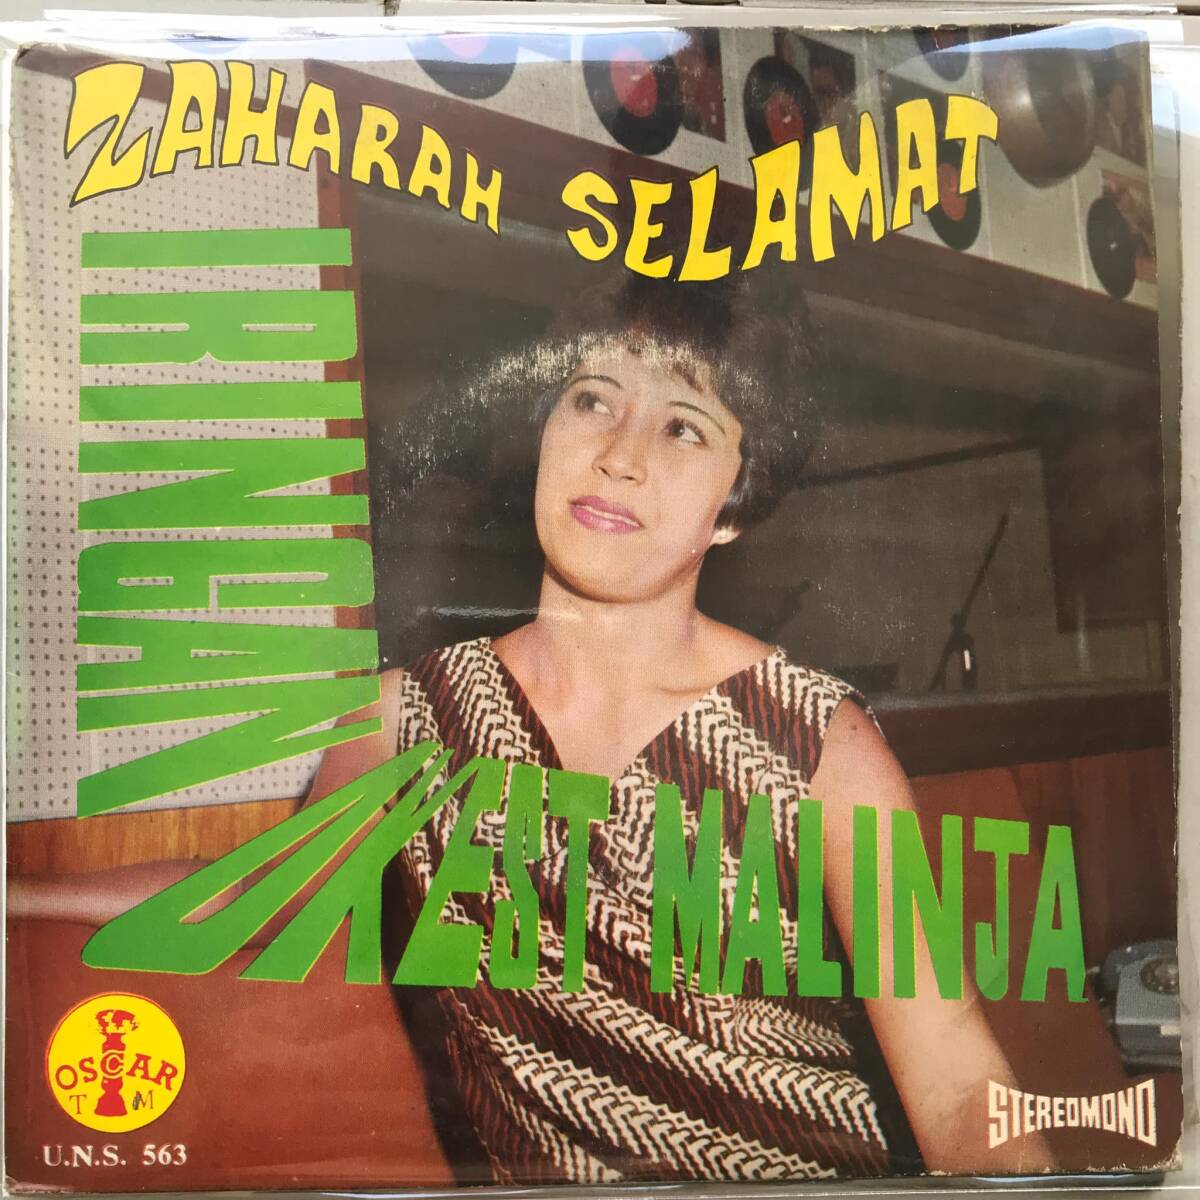 ZAHARAH SELAMAT
IRINGAN
OKEST MALINJA
OSCAR
T M
U.N.S. 563
STEREOMONO